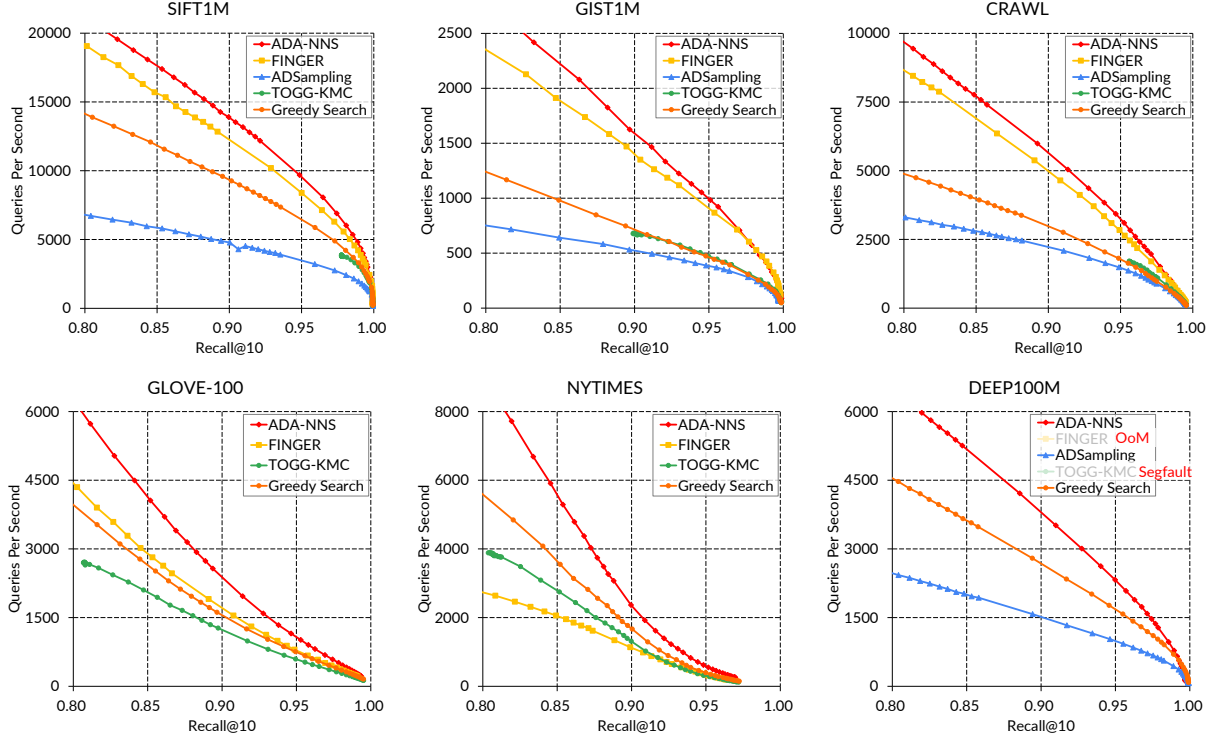 SIFT1M
20000
15000
10000
5000
0
Queries Per Second
0.80 0.85 0.90 0.95 1.00
Recall@10
ADA-NNS
FINGER
ADSampling
TOGG-KMC
Greedy Search
GIST1M
2500
2000
1500
1000
500
0
Queries Per Second
0.80 0.85 0.90 0.95 1.00
Recall@10
ADA-NNS
FINGER
ADSampling
TOGG-KMC
Greedy Search
CRAWL
10000
7500
5000
2500
0
Queries Per Second
0.80 0.85 0.90 0.95 1.00
Recall@10
ADA-NNS
FINGER
ADSampling
TOGG-KMC
Greedy Search
GLOVE-100
6000
4500
3000
1500
0
Queries Per Second
0.80 0.85 0.90 0.95 1.00
Recall@10
ADA-NNS
FINGER
TOGG-KMC
Greedy Search
NYTIMES
8000
6000
4000
2000
0
Queries Per Second
0.80 0.85 0.90 0.95 1.00
Recall@10
ADA-NNS
FINGER
TOGG-KMC
Greedy Search
DEEP100M
6000
4500
3000
1500
0
Queries Per Second
0.80 0.85 0.90 0.95 1.00
Recall@10
ADA-NNS
FINGER OoM
ADSampling
TOGG-KMC Segfault
Greedy Search